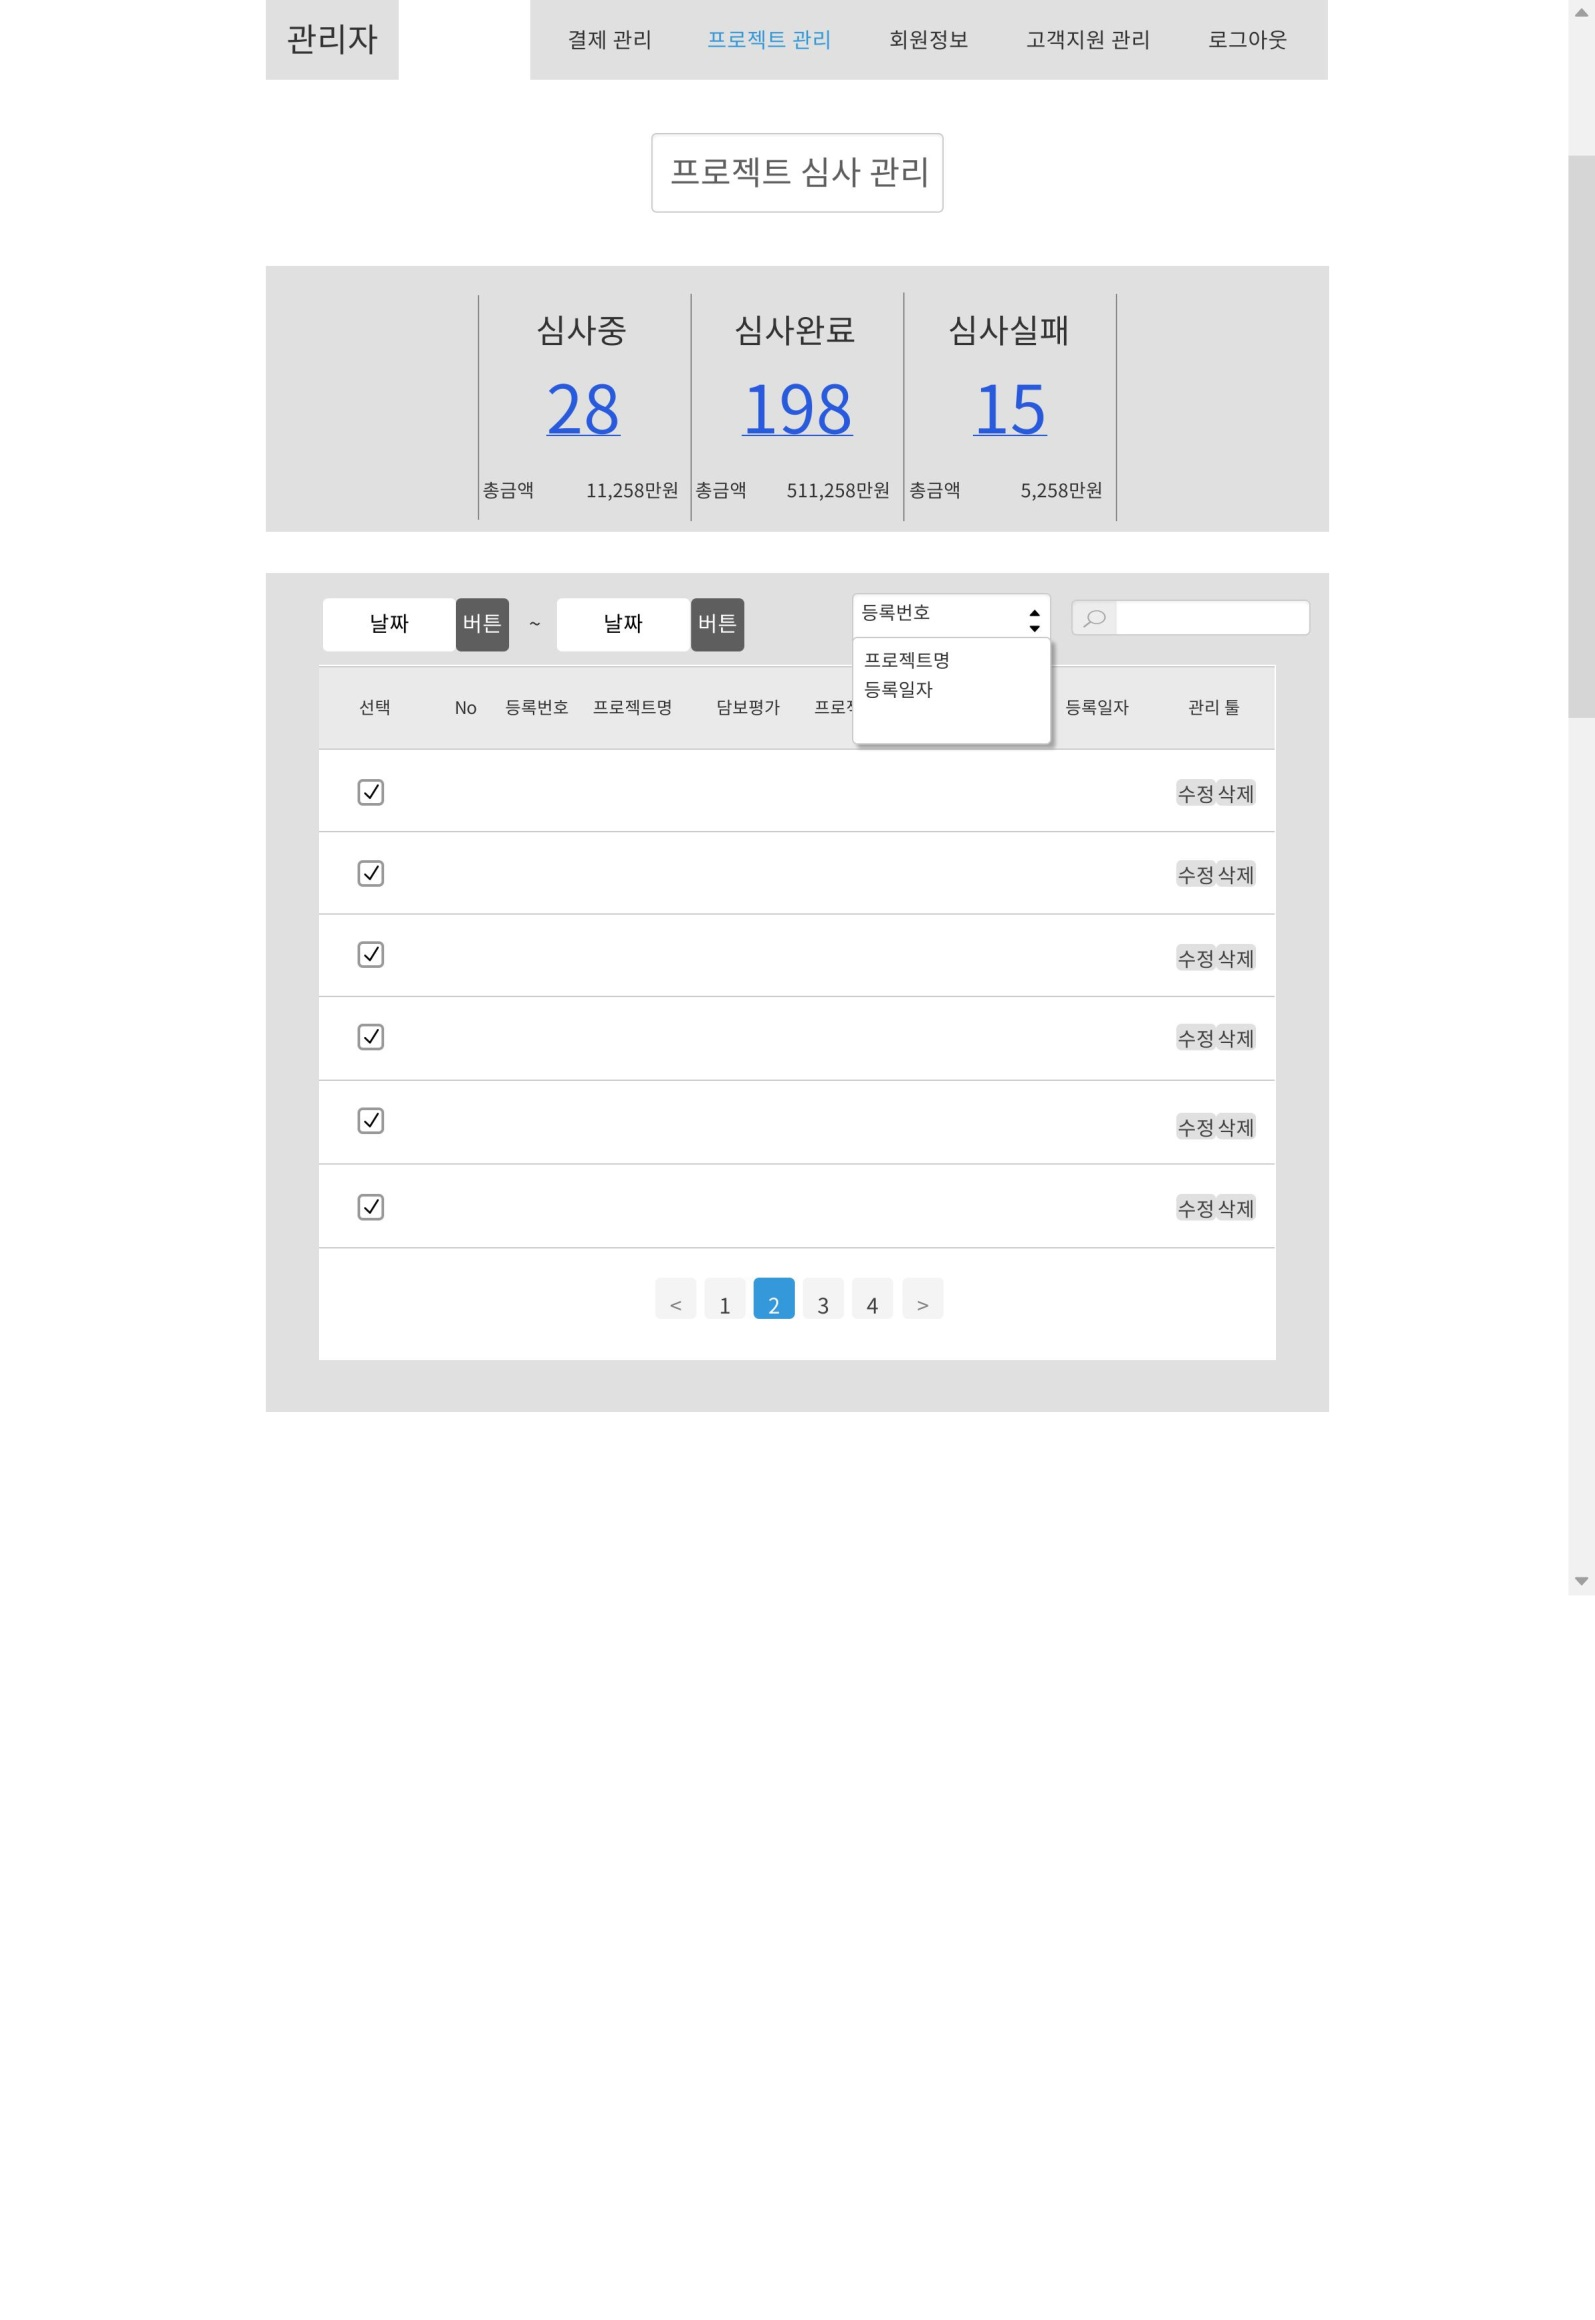 관리자
결제 관리 프로젝트 관리 회원정보 고객지원 관리 로그아웃
프로젝트 심사 관리
심사중 심사완료 심사실패
28 198 15
총금액 11,258만원 총금액 511,258만원 총금액 5,258만원
날짜 버튼 ~ 날짜 버튼 등록번호
프로젝트명
등록일자
선택 No 등록번호 프로젝트명 담보평가 등록일자 관리 툴
수정 삭제
수정 삭제
수정 삭제
수정 삭제
수정 삭제
수정 삭제
< 1 2 3 4 >